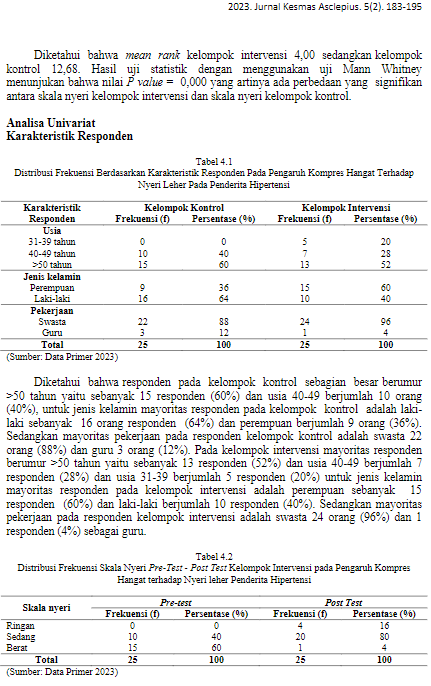 2023. Jurnal Kesmas Asclepius. 5(2). 183-195
Diketahui bahwa mean rank kelompok intervensi 4,00 sedangkan kelompok
kontrol 12,68. Hasil uji statistik dengan menggunakan uji Mann Whitney
menunjukan bahwa nilai P value = 0,000 yang artinya ada perbedaan yang signifikan
antara skala nyeri kelompok intervensi dan skala nyeri kelompok kontrol.
Analisa Univariat
Karakteristik Responden
Tabel 4.1
Distribusi Frekuensi Berdasarkan Karakteristik Responden Pada Pengaruh Kompres Hangat Terhadap
Nyeri Leher Pada Penderita Hipertensi
Karakteristik Kelompok Kontrol Kelompok Intervensi
Responden Frekuensi (f) Persentase (%) Frekuensi (f) Persentase (%)
Usia
31-39 tahun 0 0 5 20
40-49 tahun 10 40 7 28
>50 tahun 15 60 13 52
Jenis kelamin
Perempuan 9 36 15 60
Laki-laki 16 64 10 40
Pekerjaan
Swasta 22 88 24 96
Guru 3 12 1 4
Total 25 100 25 100
(Sumber: Data Primer 2023)
Diketahui bahwa responden pada kelompok kontrol sebagian besar berumur
>50 tahun yaitu sebanyak 15 responden (60%) dan usia 40-49 berjumlah 10 orang
(40%), untuk jenis kelamin mayoritas responden pada kelompok kontrol adalah laki-
laki sebanyak 16 orang responden (64%) dan perempuan berjumlah 9 orang (36%).
Sedangkan mayoritas pekerjaan pada responden kelompok kontrol adalah swasta 22
orang (88%) dan guru 3 orang (12%). Pada kelompok intervensi mayoritas responden
berumur >50 tahun yaitu sebanyak 13 responden (52%) dan usia 40-49 berjumlah 7
responden (28%) dan usia 31-39 berjumlah 5 responden (20%) untuk jenis kelamin
mayoritas responden pada kelompok intervensi adalah perempuan sebanyak 15
responden (60%) dan laki-laki berjumlah 10 responden (40%). Sedangkan mayoritas
pekerjaan pada responden kelompok intervensi adalah swasta 24 orang (96%) dan 1
responden (4%) sebagai guru.
Tabel 4.2
Distribusi Frekuensi Skala Nyeri Pre-Test - Post Test Kelompok Intervensi pada Pengaruh Kompres
Hangat terhadap Nyeri leher Penderita Hipertensi
Skala nyeri Pre-test Post Test
Frekuensi (f) Persentase (%) Frekuensi (f) Persentase (%)
Ringan 0 0 4 16
Sedang 10 40 20 80
Berat 15 60 1 4
Total 25 100 25 100
(Sumber: Data Primer 2023)